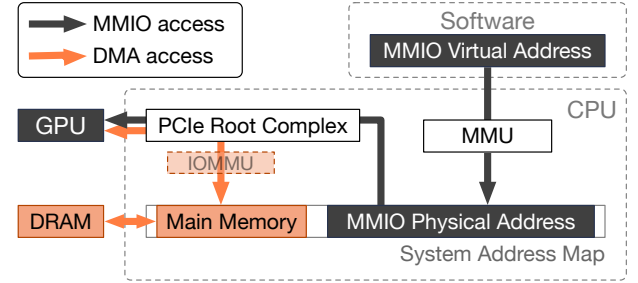 MMIO access
DMA access
Software
MMIO Virtual Address
CPU
GPU
PCIe Root Complex
MMU
IOMMU
DRAM
Main Memory
MMIO Physical Address
System Address Map